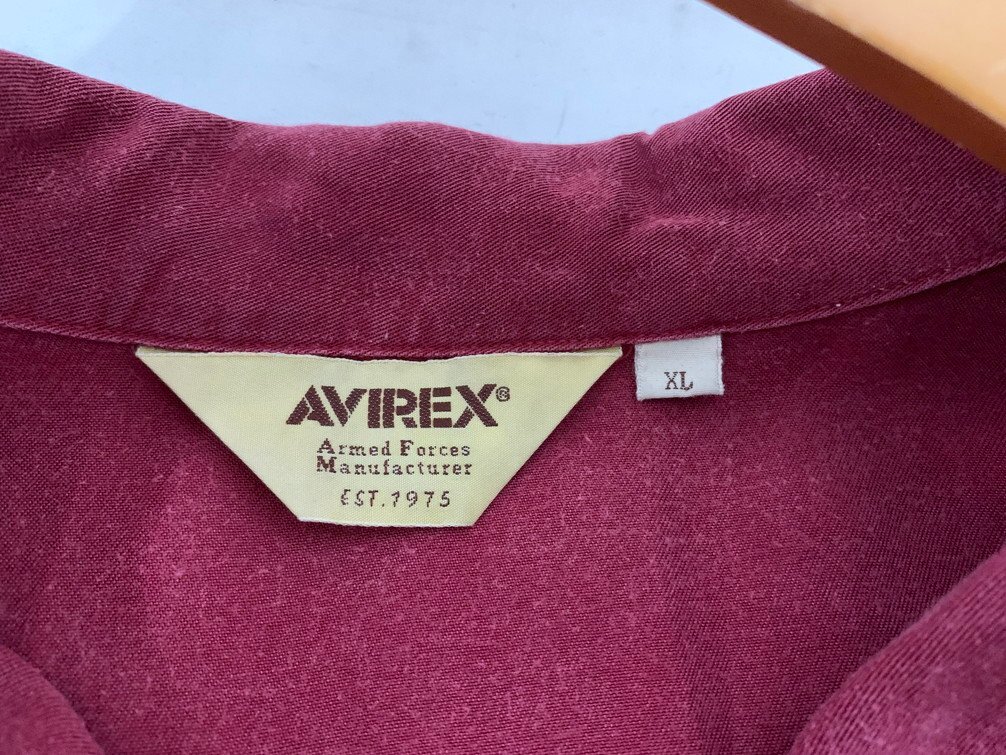 AVIREX®
Armed Forces
Manufacturer
EST.1975
XL